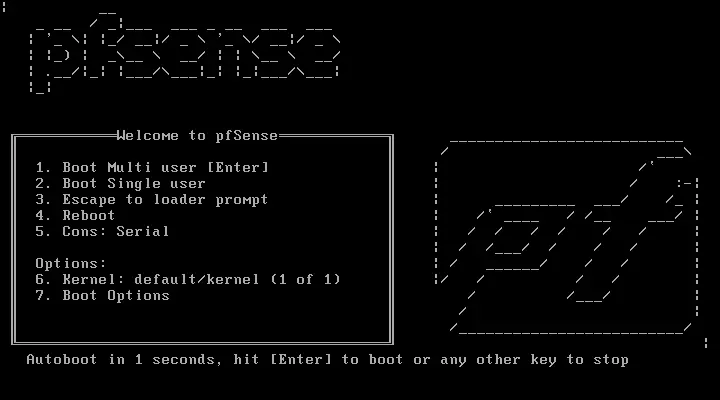 pfsense
Welcome to pfSense
1. Boot Multi user [Enter]
2. Boot Single user
3. Escape to loader prompt
4. Reboot
5. Cons: Serial
Options:
6. Kernel: default/kernel (1 of 1)
7. Boot Options
pf
Autoboot in 1 seconds, hit [Enter] to boot or any other key to stop